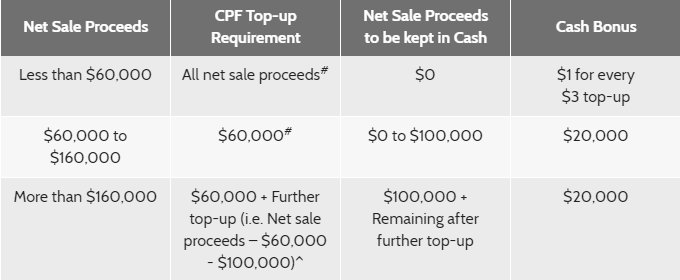 Net Sale Proceeds
CPF Top-up
Requirement
Net Sale Proceeds
to be kept in Cash
Cash Bonus
Less than $60,000
All net sale proceeds#
$0
$1 for every
$3 top-up
$60,000 to
$160,000
$60,000#
$0 to $100,000
$20,000
More than $160,000
$60,000 + Further
top-up (i.e. Net sale
proceeds – $60,000
- $100,000)^
$100,000 +
Remaining after
further top-up
$20,000